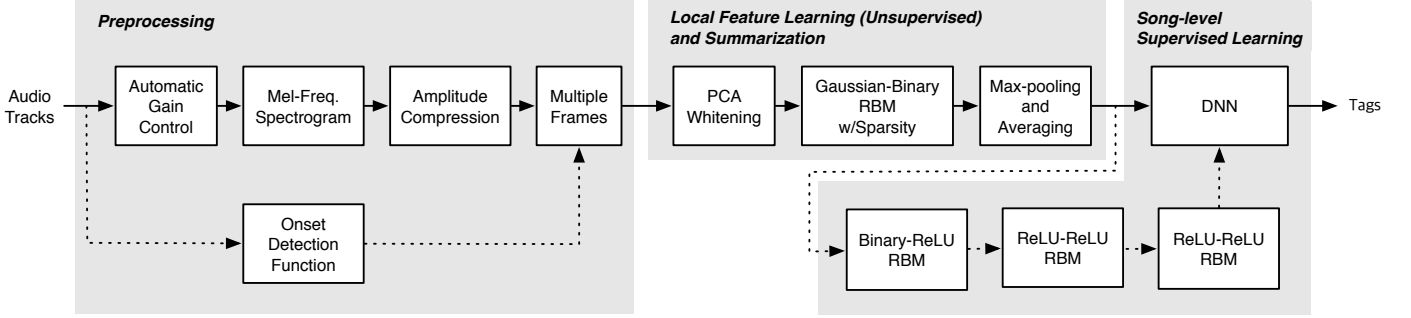 Preprocessing
Local Feature Learning (Unsupervised)
and Summarization
Song-level
Supervised Learning
Audio
Tracks
Automatic
Gain
Control
Mel-Freq.
Spectrogram
Amplitude
Compression
Multiple
Frames
PCA
Whitening
Gaussian-Binary
RBM
w/Sparsity
Max-pooling
and
Averaging
DNN
Tags
Onset
Detection
Function
Binary-ReLU
RBM
ReLU-ReLU
RBM
ReLU-ReLU
RBM